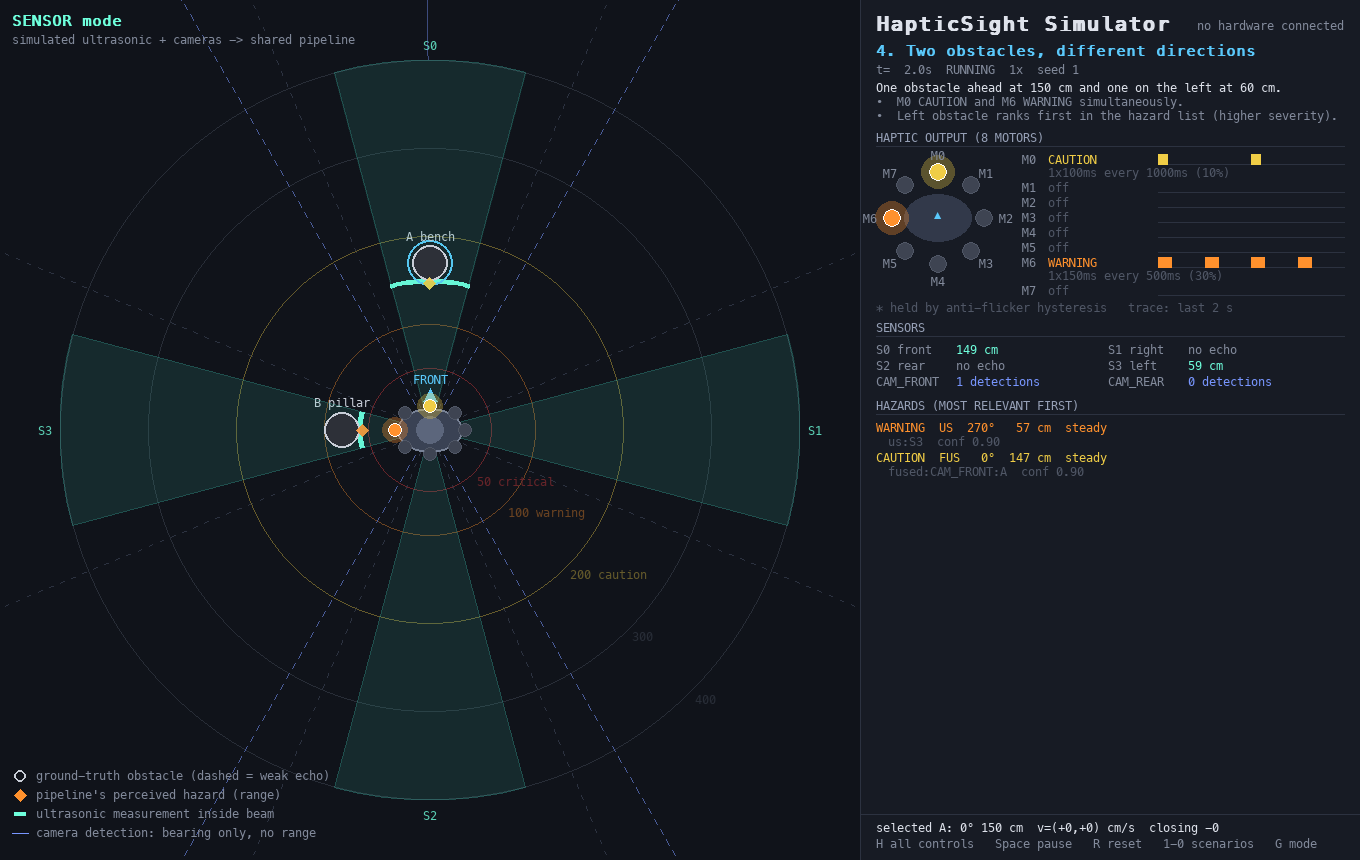 SENSOR mode
simulated ultrasonic + cameras −> shared pipeline
S0
A bench
FRONT
B pillar
S3
S1
50 critical
100 warning
200 caution
300
400
S2
ground−truth obstacle (dashed = weak echo)
pipeline's perceived hazard (range)
ultrasonic measurement inside beam
camera detection: bearing only, no range
HapticSight Simulator
no hardware connected
4. Two obstacles, different directions
t= 2.0s RUNNING 1x seed 1
One obstacle ahead at 150 cm and one on the left at 60 cm.
• M0 CAUTION and M6 WARNING simultaneously.
• Left obstacle ranks first in the hazard list (higher severity).
HAPTIC OUTPUT (8 MOTORS)
M0
M7
M1
M6
M2
M5
M3
M4
M0 CAUTION
1x100ms every 1000ms (10%)
M1 off
M2 off
M3 off
M4 off
M5 off
M6 WARNING
1x150ms every 500ms (30%)
M7 off
* held by anti−flicker hysteresis trace: last 2 s
SENSORS
S0 front 149 cm S1 right no echo
S2 rear no echo S3 left 59 cm
CAM_FRONT 1 detections CAM_REAR 0 detections
HAZARDS (MOST RELEVANT FIRST)
WARNING US 270° 57 cm steady
us:S3 conf 0.90
CAUTION FUS 0° 147 cm steady
fused:CAM_FRONT:A conf 0.90
selected A: 0° 150 cm v=(+0,+0) cm/s closing −0
H all controls Space pause R reset 1−0 scenarios G mode